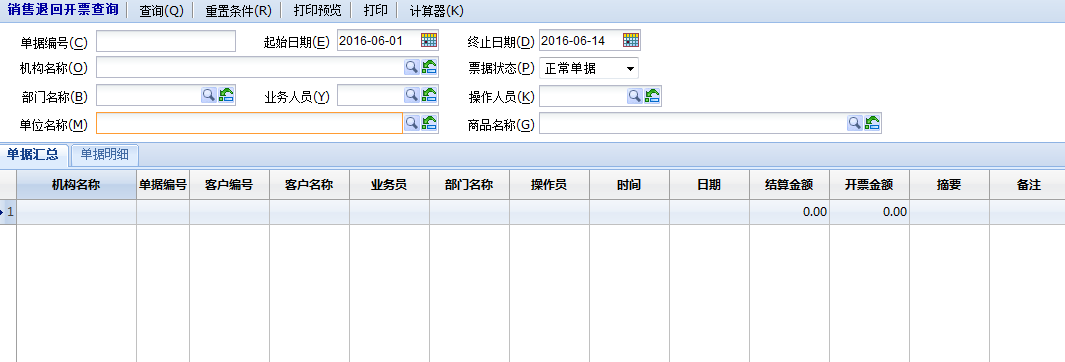 销售退回开票查询 查询(Q) 重置条件(R) 打印预览 打印 计算器(K)
单据编号(C) 起始日期(E) 2016-06-01 终止日期(D) 2016-06-14
机构名称(O) 票据状态(P) 正常单据
部门名称(B) 业务人员(Y) 操作人员(K)
单位名称(M) 商品名称(G)
单据汇总 单据明细
机构名称 单据编号 客户编号 客户名称 业务员 部门名称 操作员 时间 日期 结算金额 开票金额 摘要 备注
1 0.00 0.00